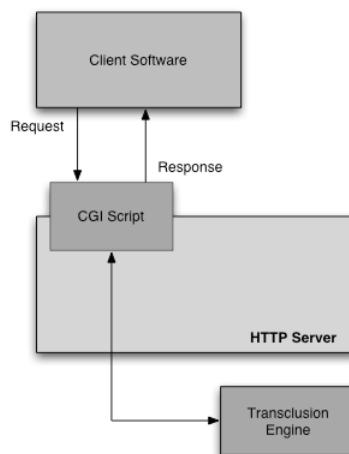 Client Software
Request
Response
CGI Script
HTTP Server
Transclusion
Engine